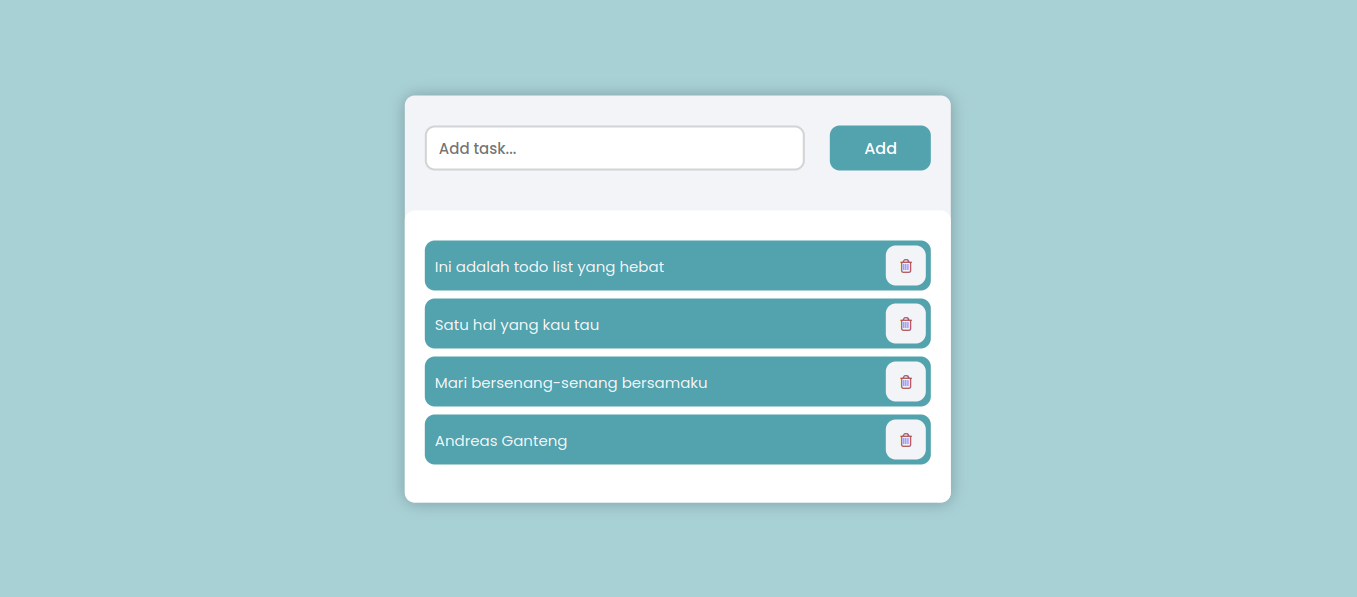 Add task...
Add
Ini adalah todo list yang hebat
Satu hal yang kau tau
Mari bersenang-senang bersamaku
Andreas Ganteng